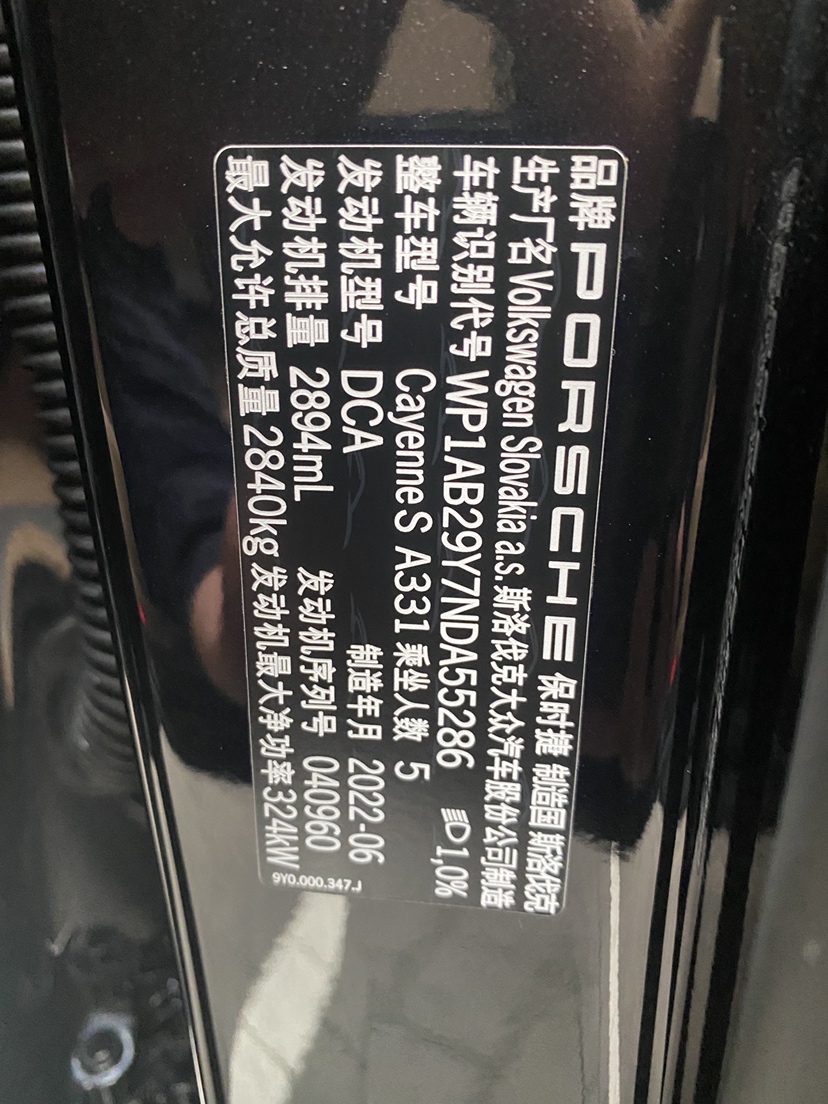 品牌 PORSCHE 保时捷 制造国 斯洛伐克
生产厂名 Volkswagen Slovakia a.s. 斯洛伐克大众汽车股份公司制造
车辆识别代号 WP1AB29Y7NDA55286 1,0%
整车型号 Cayenne S A331 乘坐人数 5
发动机型号 DCA 制造年月 2022-06
发动机排量 2894mL 发动机序列号 040960
最大允许总质量 2840kg 发动机最大净功率 324kW
9Y0.000.347.J